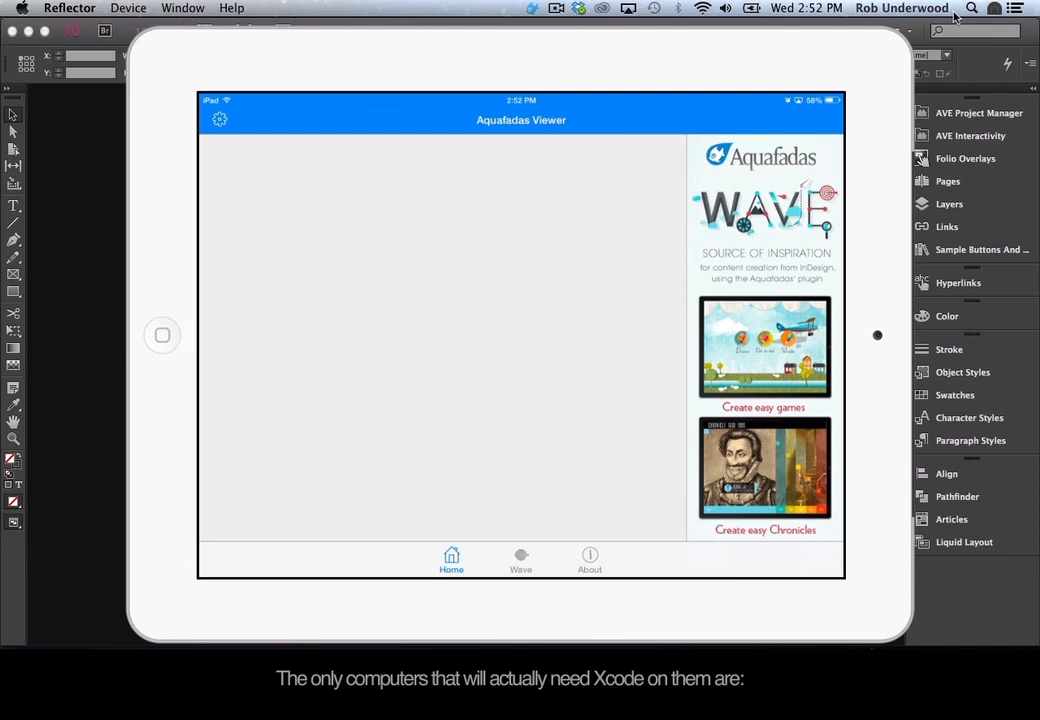 Reflector Device Window Help Wed 2:52 PM Rob Underwood
Id Br
X:
Y:
iPad 2:52 PM 58%
Aquafadas Viewer
Aquafadas
WAVE
SOURCE OF INSPIRATION
for content creation from InDesign,
using the Aquafadas' plugin
Create easy games
CHRONICLE
Create easy Chronicles
Home Wave About
AVE Project Manager
AVE Interactivity
Folio Overlays
Pages
Layers
Links
Sample Buttons And ...
Hyperlinks
Color
Stroke
Object Styles
Swatches
Character Styles
Paragraph Styles
Align
Pathfinder
Articles
Liquid Layout
The only computers that will actually need Xcode on them are: